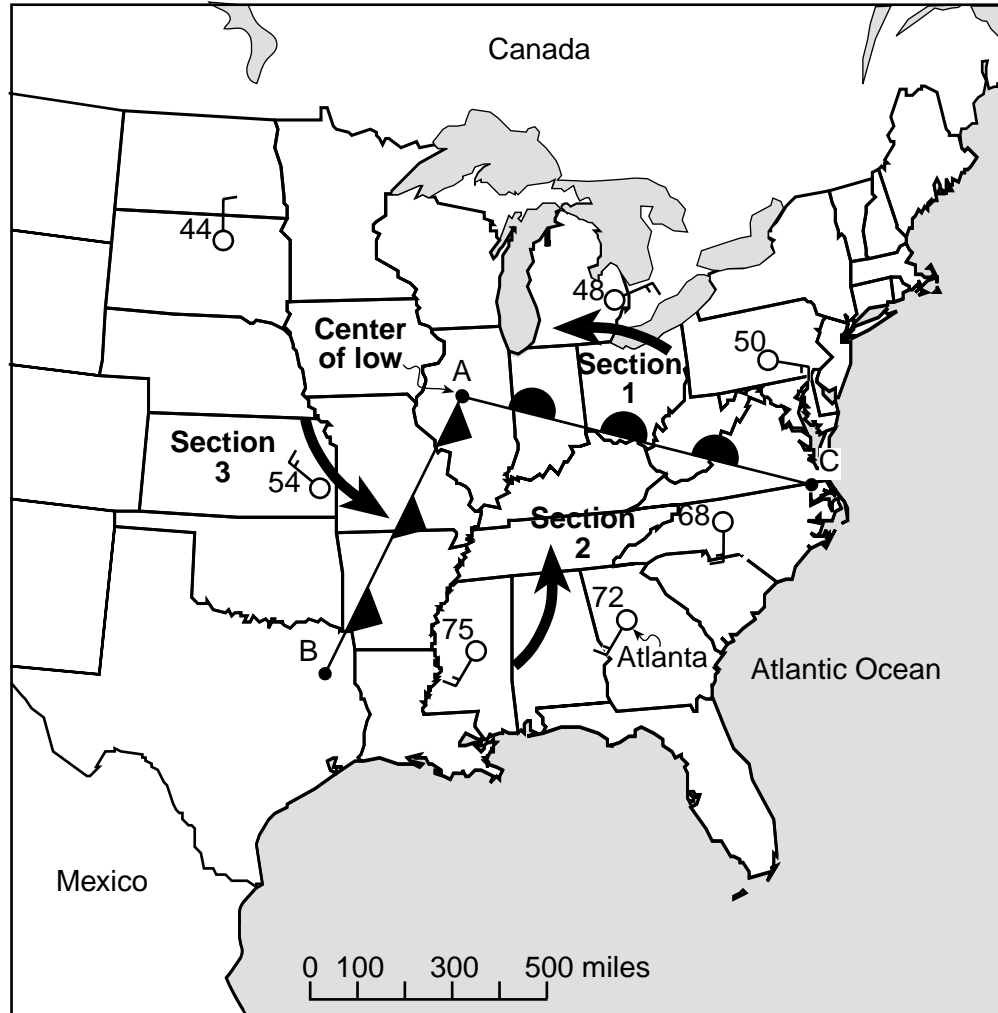 Canada
44
48
Center
of low
50
A
Section
1
Section
3
54
C
Section
2
68
72
75
B
Atlanta
Atlantic Ocean
Mexico
0 100 300 500 miles